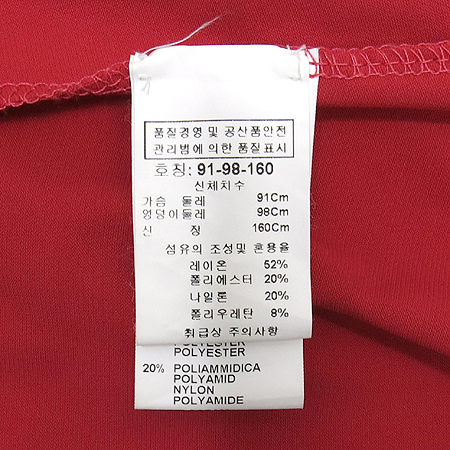 품질경영 및 공산품안전
관리법에 의한 품질표시
호칭: 91-98-160
신체치수
가슴 둘레 91Cm
엉덩이둘레 98Cm
신 장 160Cm
섬유의 조성및 혼용율
레이온 52%
폴리에스터 20%
나일론 20%
폴리우레탄 8%
취급상 주의사항
POLYESTER
POLYESTER
20% POLIAMMIDICA
POLYAMID
NYLON
POLYAMIDE